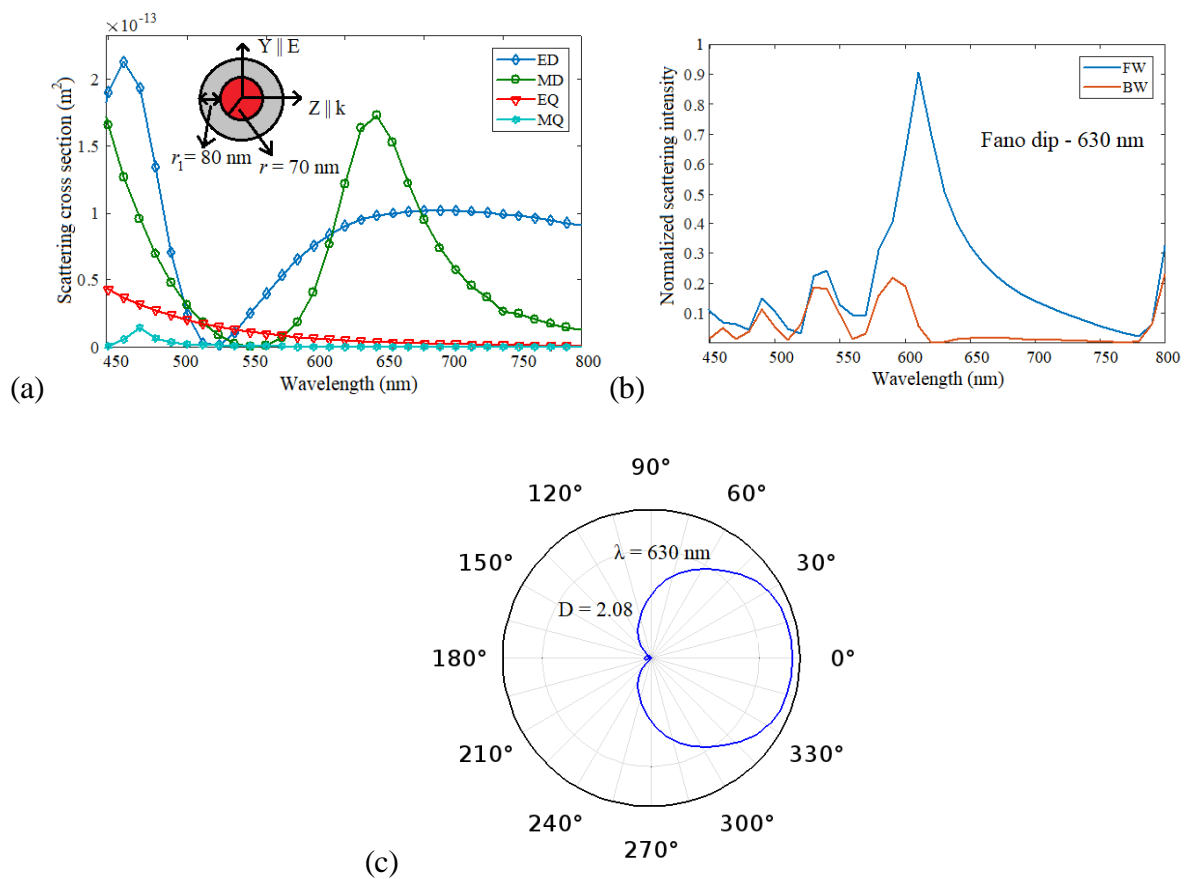 ×10⁻¹³
Y || E
Z || k
r₁ = 80 nm
r = 70 nm
ED
MD
EQ
MQ
Scattering cross section (m²)
2
1.5
1
0.5
0
450 500 550 600 650 700 750 800
Wavelength (nm)
(a)
FW
BW
Fano dip - 630 nm
Normalized scattering intensity
1
0.9
0.8
0.7
0.6
0.5
0.4
0.3
0.2
0.1
450 500 550 600 650 700 750 800
Wavelength (nm)
(b)
90°
120° 60°
λ = 630 nm
150° 30°
D = 2.08
180° 0°
210° 330°
240° 300°
270°
(c)